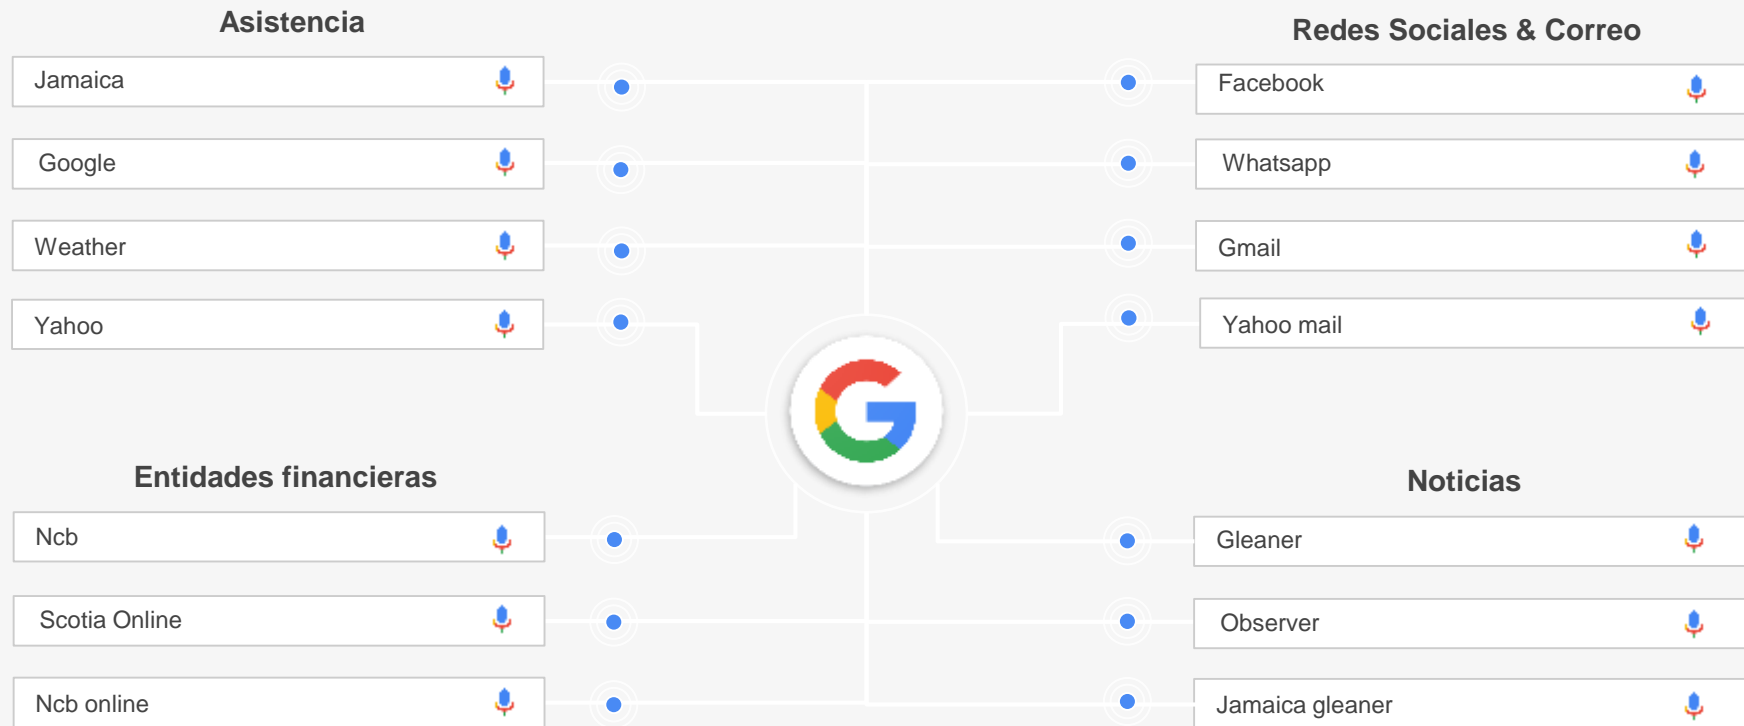 Asistencia
Jamaica
Google
Weather
Yahoo
Redes Sociales & Correo
Facebook
Whatsapp
Gmail
Yahoo mail
Entidades financieras
Ncb
Scotia Online
Ncb online
Noticias
Gleaner
Observer
Jamaica gleaner